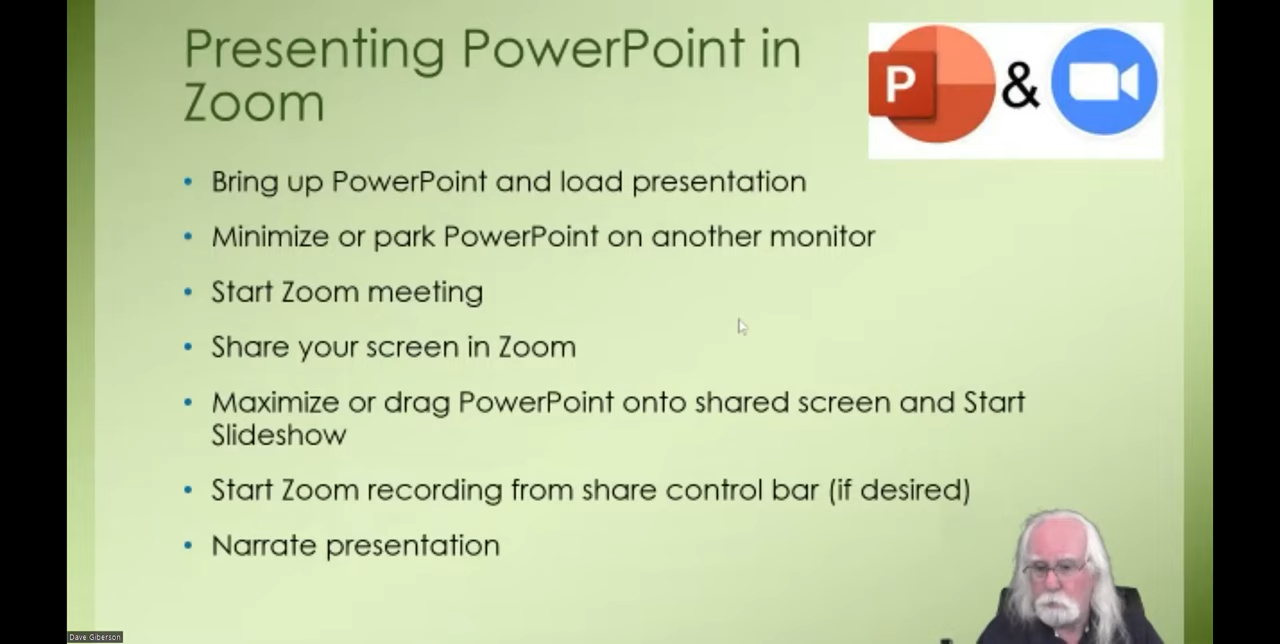 Presenting PowerPoint in
Zoom
P & 
• Bring up PowerPoint and load presentation
• Minimize or park PowerPoint on another monitor
• Start Zoom meeting
• Share your screen in Zoom
• Maximize or drag PowerPoint onto shared screen and Start
Slideshow
• Start Zoom recording from share control bar (if desired)
• Narrate presentation
Dave Giberson